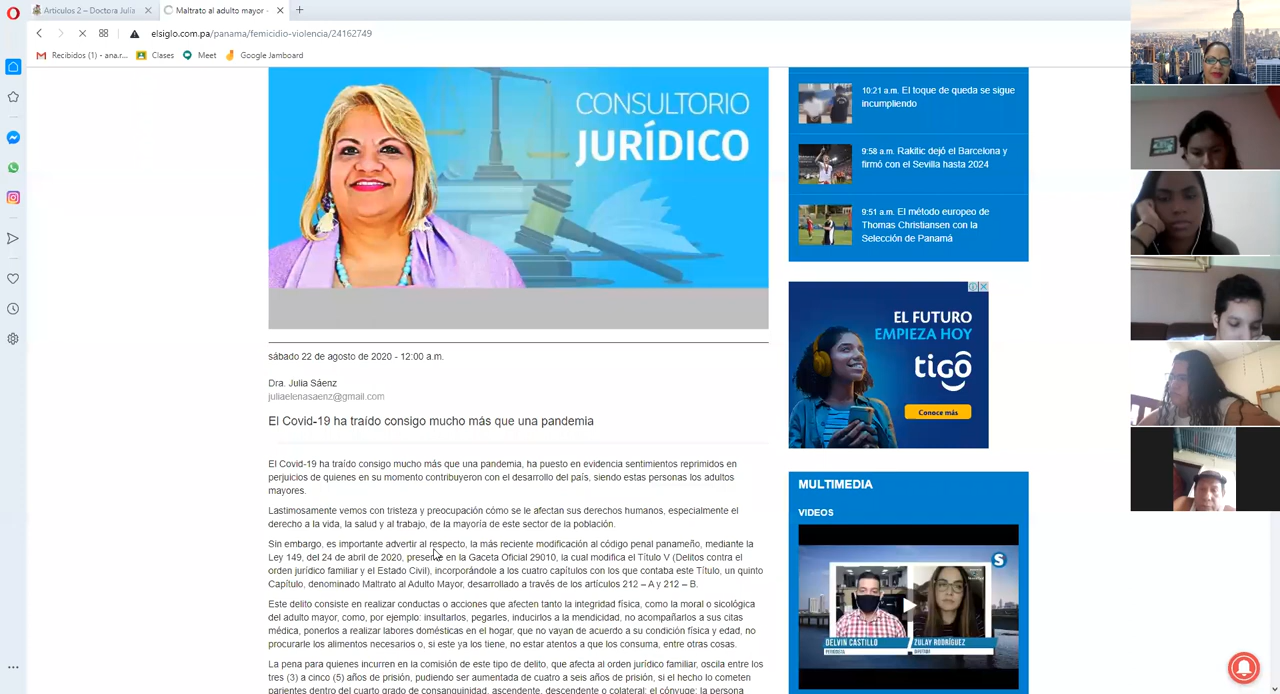 Articulos 2 – Doctora Julia
Maltrato al adulto mayor -
elsiglo.com.pa/panama/femicidio-violencia/24162749
Recibidos (1) - ana.r...
Clases
Meet
Google Jamboard
CONSULTORIO
JURÍDICO
sábado 22 de agosto de 2020 - 12:00 a.m.
Dra. Julia Sáenz
juliaelenasaenz@gmail.com
El Covid-19 ha traído consigo mucho más que una pandemia
El Covid-19 ha traído consigo mucho más que una pandemia, ha puesto en evidencia sentimientos reprimidos en
perjuicios de quienes en su momento contribuyeron con el desarrollo del país, siendo estas personas los adultos
mayores.
Lastimosamente vemos con tristeza y preocupación cómo se le afectan sus derechos humanos, especialmente el
derecho a la vida, la salud y al trabajo, de la mayoría de este sector de la población.
Sin embargo, es importante advertir al respecto, la más reciente modificación al código penal panameño, mediante la
Ley 149, del 24 de abril de 2020, presente en la Gaceta Oficial 29010, la cual modifica el Título V (Delitos contra el
orden jurídico familiar y el Estado Civil), incorporándole a los cuatro capítulos con los que contaba este Título, un quinto
Capítulo, denominado Maltrato al Adulto Mayor, desarrollado a través de los artículos 212 – A y 212 – B.
Este delito consiste en realizar conductas o acciones que afecten tanto la integridad física, como la moral o sicológica
del adulto mayor, como, por ejemplo: insultarlos, pegarles, inducirlos a la mendicidad, no acompañarlos a sus citas
médica, ponerlos a realizar labores domésticas en el hogar, que no vayan de acuerdo a su condición física y edad, no
procurarle los alimentos necesarios o, si este ya los tiene, no estar atentos a que los consuma, entre otras cosas.
La pena para quienes incurren en la comisión de este tipo de delito, que afecta al orden jurídico familiar, oscila entre los
tres (3) a cinco (5) años de prisión, pudiendo ser aumentada de cuatro a seis años de prisión, si el hecho lo cometen
parientes dentro del cuarto grado de consanguinidad, ascendente, descendente o colateral; el cónyuge; la persona
10:21 a.m. El toque de queda se sigue
incumpliendo
9:58 a.m. Rakitic dejó el Barcelona y
firmó con el Sevilla hasta 2024
9:51 a.m. El método europeo de
Thomas Christiansen con la
Selección de Panamá
EL FUTURO
EMPIEZA HOY
tigo
Conoce más
MULTIMEDIA
VIDEOS
S
DELVIN CASTILLO
PERIODISTA
ZULAY RODRÍGUEZ
DIPUTADA